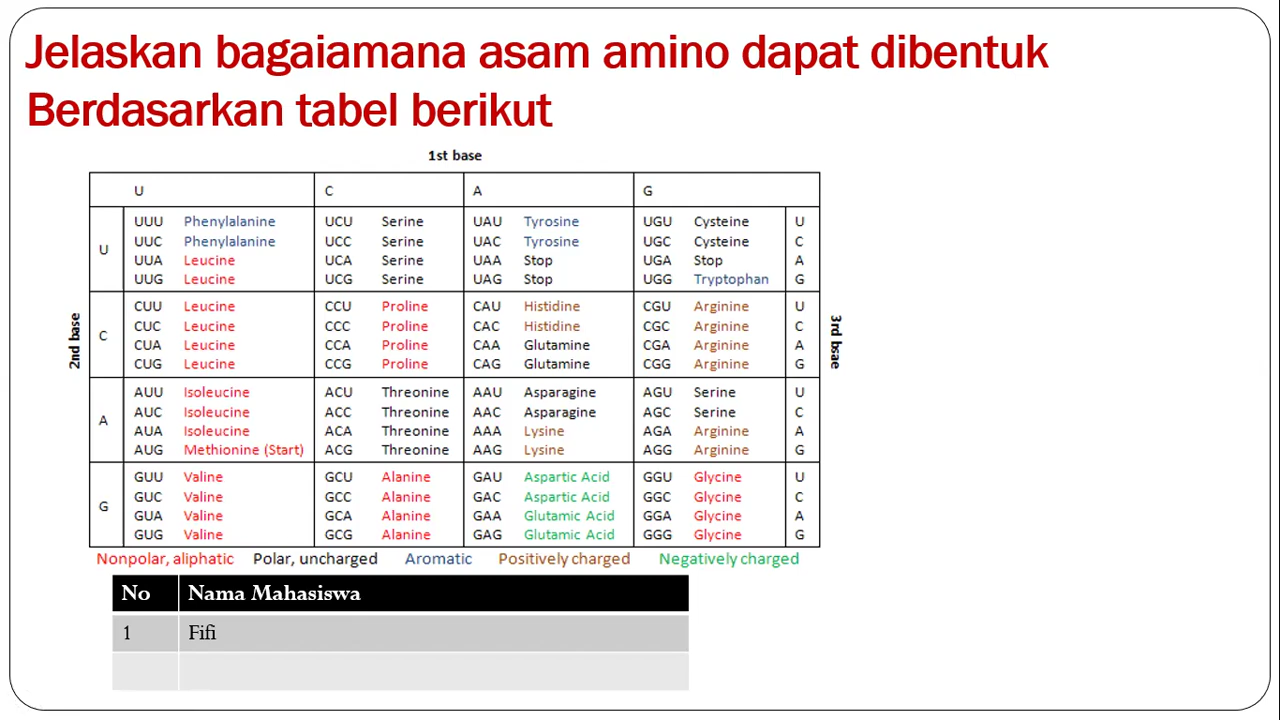 Jelaskan bagaiamana asam amino dapat dibentuk
Berdasarkan tabel berikut
1st base
U C A G
UUU Phenylalanine UCU Serine UAU Tyrosine UGU Cysteine U
UUC Phenylalanine UCC Serine UAC Tyrosine UGC Cysteine C
U
UUA Leucine UCA Serine UAA Stop UGA Stop A
UUG Leucine UCG Serine UAG Stop UGG Tryptophan G
CUU Leucine CCU Proline CAU Histidine CGU Arginine U
CUC Leucine CCC Proline CAC Histidine CGC Arginine C
C
CUA Leucine CCA Proline CAA Glutamine CGA Arginine A
CUG Leucine CCG Proline CAG Glutamine CGG Arginine G
2nd base
3rd bsae
AUU Isoleucine ACU Threonine AAU Asparagine AGU Serine U
AUC Isoleucine ACC Threonine AAC Asparagine AGC Serine C
A
AUA Isoleucine ACA Threonine AAA Lysine AGA Arginine A
AUG Methionine (Start) ACG Threonine AAG Lysine AGG Arginine G
GUU Valine GCU Alanine GAU Aspartic Acid GGU Glycine U
GUC Valine GCC Alanine GAC Aspartic Acid GGC Glycine C
G
GUA Valine GCA Alanine GAA Glutamic Acid GGA Glycine A
GUG Valine GCG Alanine GAG Glutamic Acid GGG Glycine G
Nonpolar, aliphatic Polar, uncharged Aromatic Positively charged Negatively charged
No Nama Mahasiswa
1 Fifi